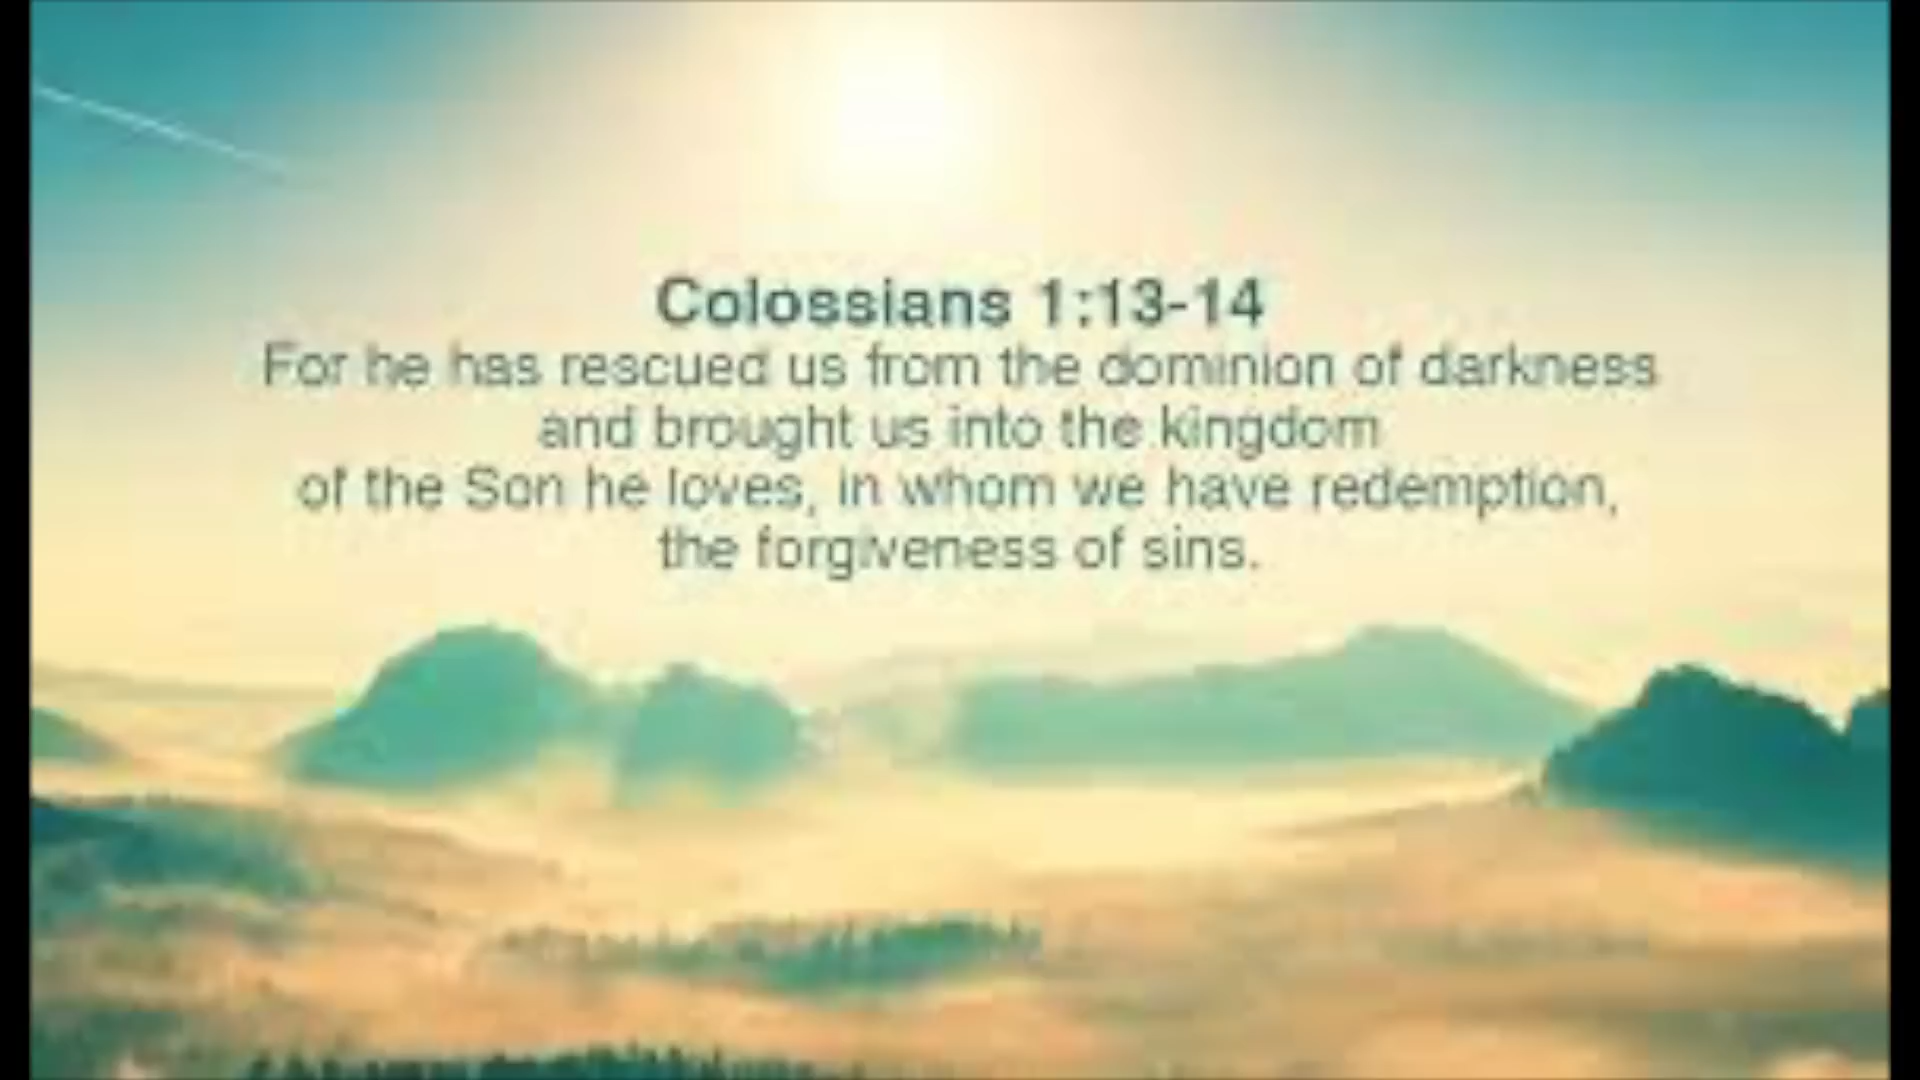 Colossians 1:13-14
For he has rescued us from the dominion of darkness
and brought us into the kingdom
of the Son he loves, in whom we have redemption,
the forgiveness of sins.